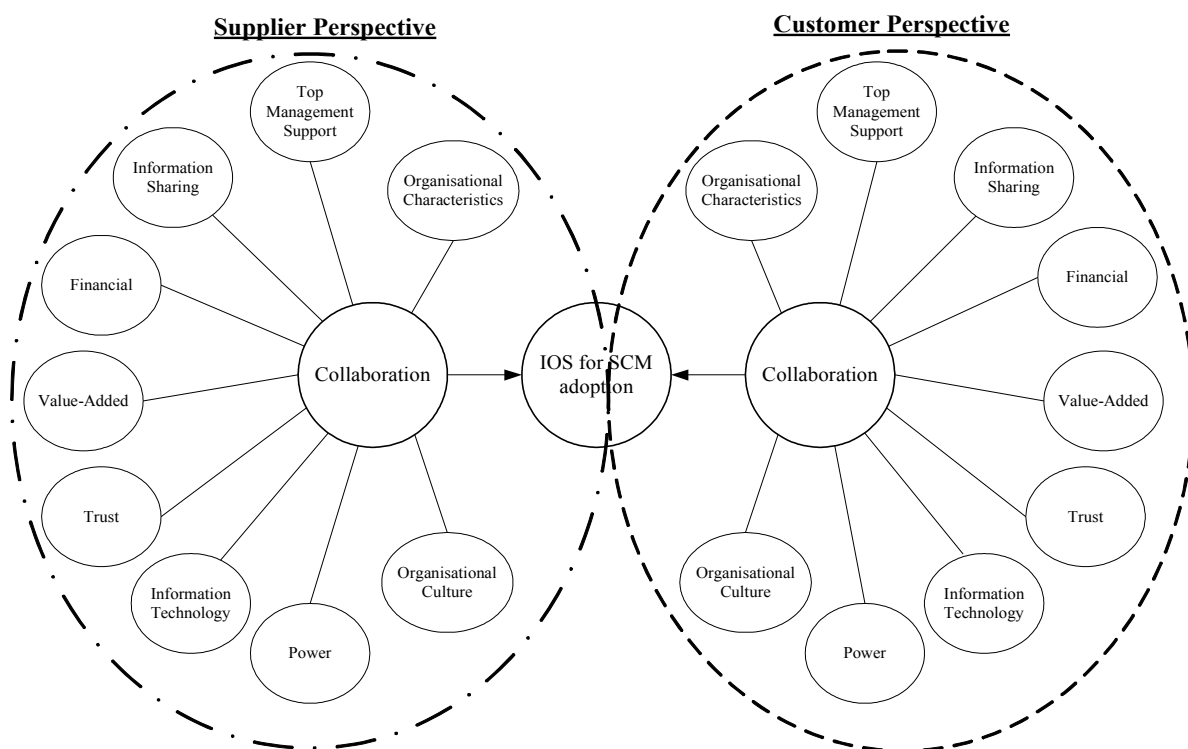 Supplier Perspective
Customer Perspective
Top
Management
Support
Information
Sharing
Organisational
Characteristics
Financial
Collaboration
Value-Added
Trust
Information
Technology
Power
Organisational
Culture
IOS for SCM
adoption
Top
Management
Support
Organisational
Characteristics
Information
Sharing
Financial
Collaboration
Value-Added
Trust
Organisational
Culture
Information
Technology
Power